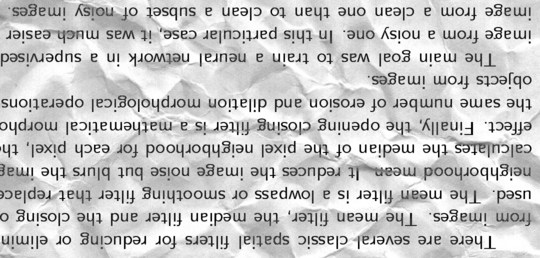 There are several classic spatial filters for reducing or elimin
from images. The mean filter, the median filter and the closing o
used. The mean filter is a lowpass or smoothing filter that replace
neighborhood mean. It reduces the image noise but blurs the imag
calculates the median of the pixel neighborhood for each pixel, th
effect. Finally, the opening closing filter is a mathematical morpho
the same number of erosion and dilation morphological operations
objects from images.
The main goal was to train a neural network in a supervised
image from a noisy one. In this particular case, it was much easier
image from a clean one than to clean a subset of noisy images.